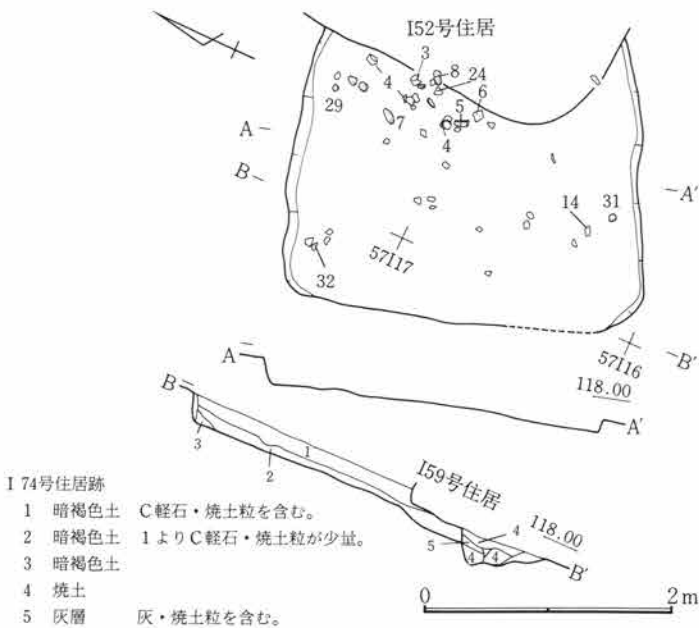 I52号住居
3
8
24
4
6
29
5
7
4
A
B
A'
14
31
57I17
32
57I16
B'
A
118.00
A'
B
3
2
1
I59号住居
118.00
5
4
4
4
B'
I 74号住居跡
1 暗褐色土 C軽石・焼土粒を含む。
2 暗褐色土 1よりC軽石・焼土粒が少量。
3 暗褐色土
4 焼土
5 灰層 灰・焼土粒を含む。
0 2m